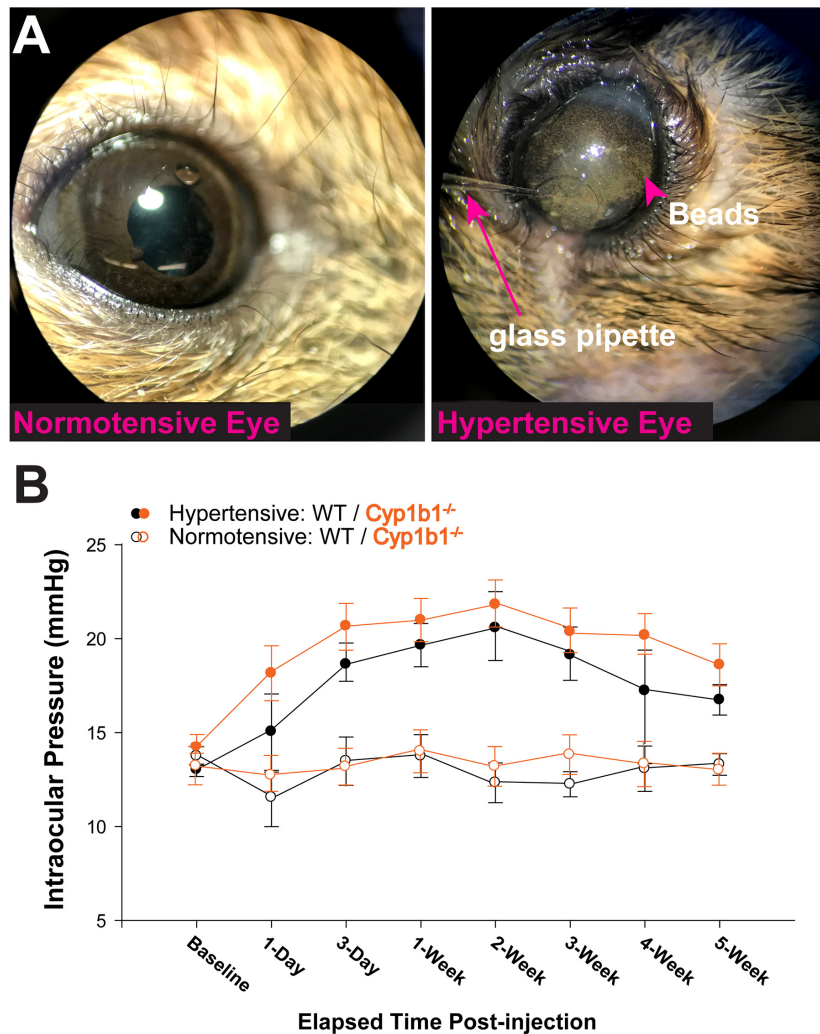 A
Beads
glass pipette
Normotensive Eye
Hypertensive Eye
B
Hypertensive: WT / Cyp1b1-/-
Normotensive: WT / Cyp1b1-/-
Intraocular Pressure (mmHg)
25
20
15
10
5
Baseline
1-Day
3-Day
1-Week
2-Week
3-Week
4-Week
5-Week
Elapsed Time Post-injection